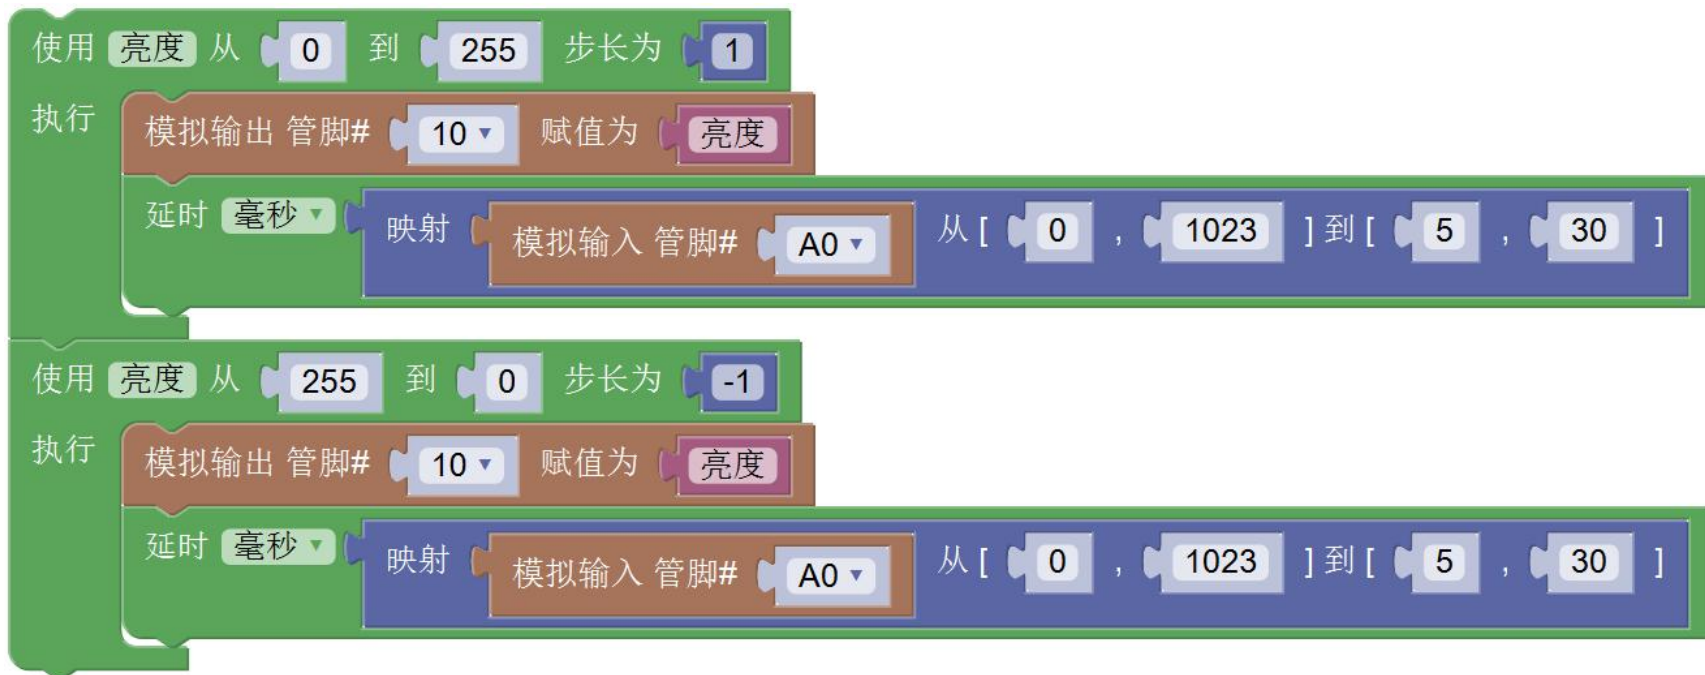 使用 亮度 从 0 到 255 步长为 1
执行 模拟输出 管脚# 10 赋值为 亮度
延时 毫秒 映射 模拟输入 管脚# A0 从 [ 0 , 1023 ] 到 [ 5 , 30 ]
使用 亮度 从 255 到 0 步长为 -1
执行 模拟输出 管脚# 10 赋值为 亮度
延时 毫秒 映射 模拟输入 管脚# A0 从 [ 0 , 1023 ] 到 [ 5 , 30 ]